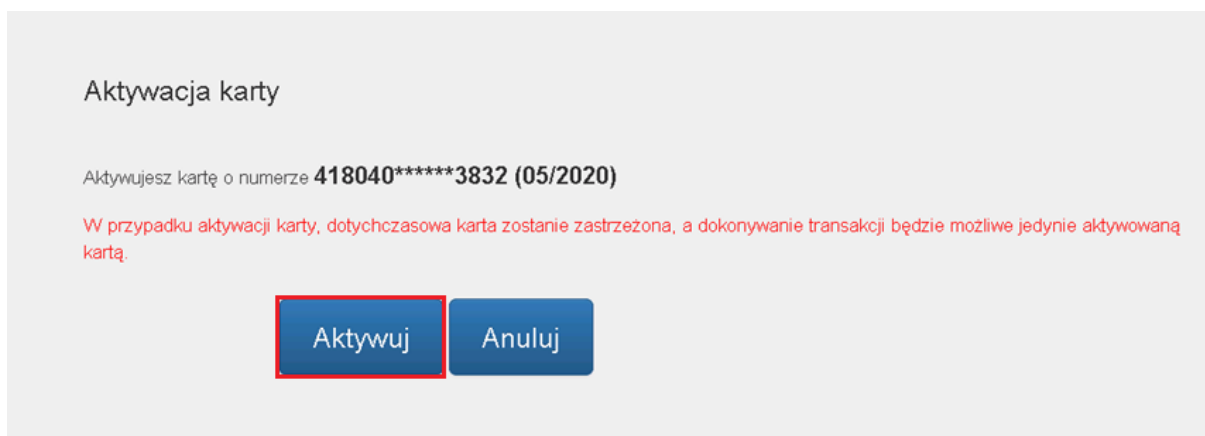 Aktywacja karty
Aktywujesz kartę o numerze 418040******3832 (05/2020)
W przypadku aktywacji karty, dotychczasowa karta zostanie zastrzeżona, a dokonywanie transakcji będzie możliwe jedynie aktywowaną
kartą.
Aktywuj Anuluj